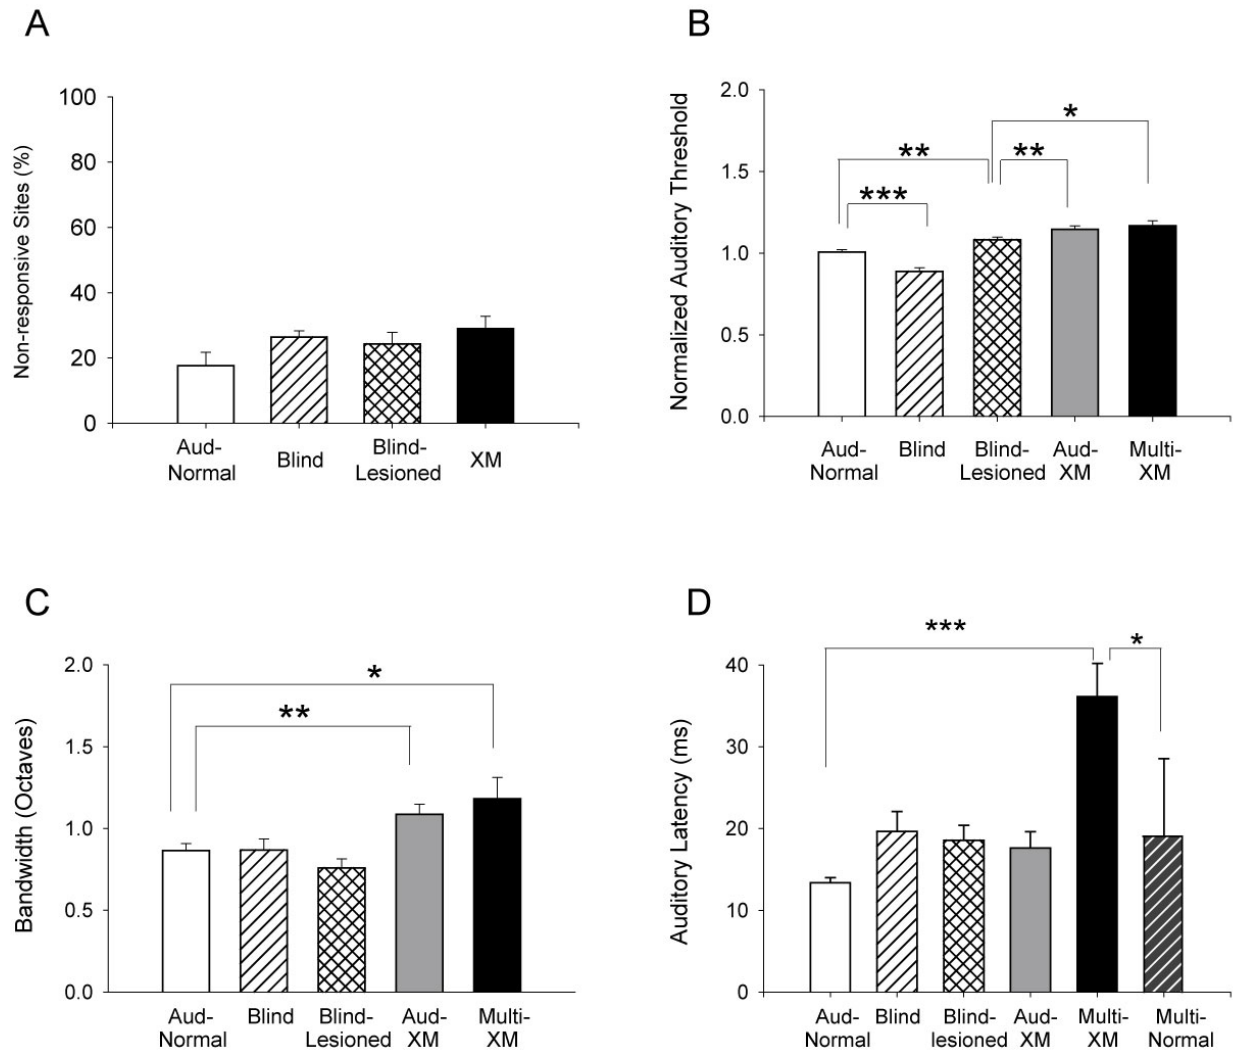 A
Non-responsive Sites (%)
100
80
60
40
20
0
Aud-
Normal
Blind
Blind-
Lesioned
XM
B
Normalized Auditory Threshold
2.0
1.5
1.0
0.5
0.0
*
**
**
***
Aud-
Normal
Blind
Blind-
Lesioned
Aud-
XM
Multi-
XM
C
Bandwidth (Octaves)
2.0
1.5
1.0
0.5
0.0
*
**
Aud-
Normal
Blind
Blind-
Lesioned
Aud-
XM
Multi-
XM
D
Auditory Latency (ms)
40
30
20
10
0
***
*
Aud-
Normal
Blind
Blind-
lesioned
Aud-
XM
Multi-
XM
Multi-
Normal